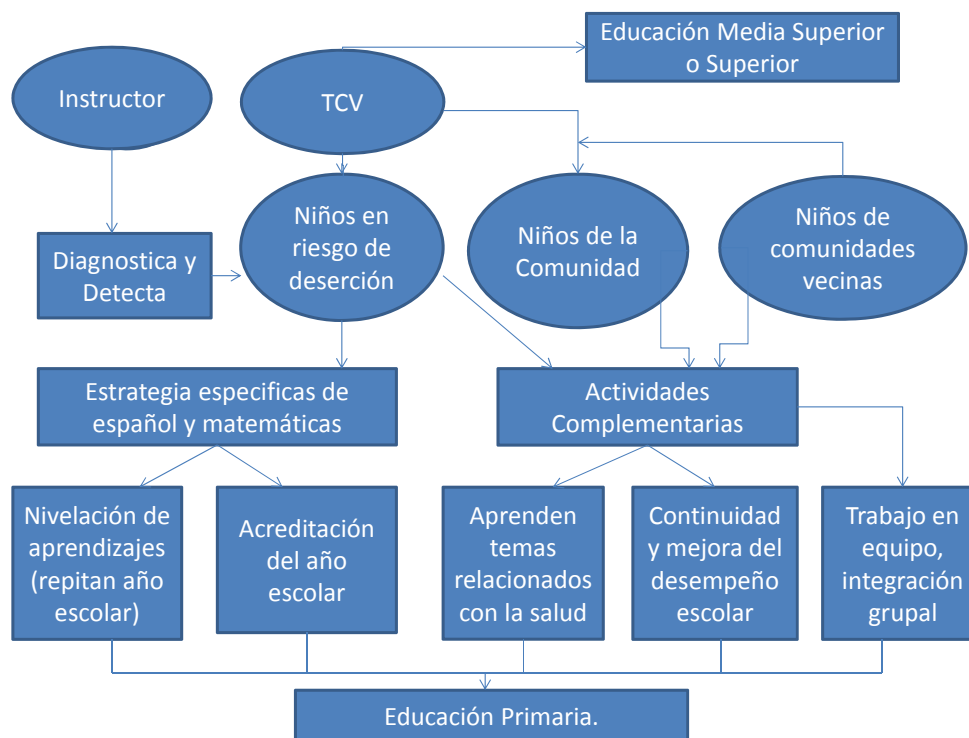 Educación Media Superior
o Superior
Instructor
TCV
Niños en
riesgo de
deserción
Niños de la
Comunidad
Niños de
comunidades
vecinas
Diagnostica y
Detecta
Estrategia especificas de
español y matemáticas
Actividades
Complementarias
Nivelación de
aprendizajes
(repitan año
escolar)
Acreditación
del año
escolar
Aprenden
temas
relacionados
con la salud
Continuidad
y mejora del
desempeño
escolar
Trabajo en
equipo,
integración
grupal
Educación Primaria.